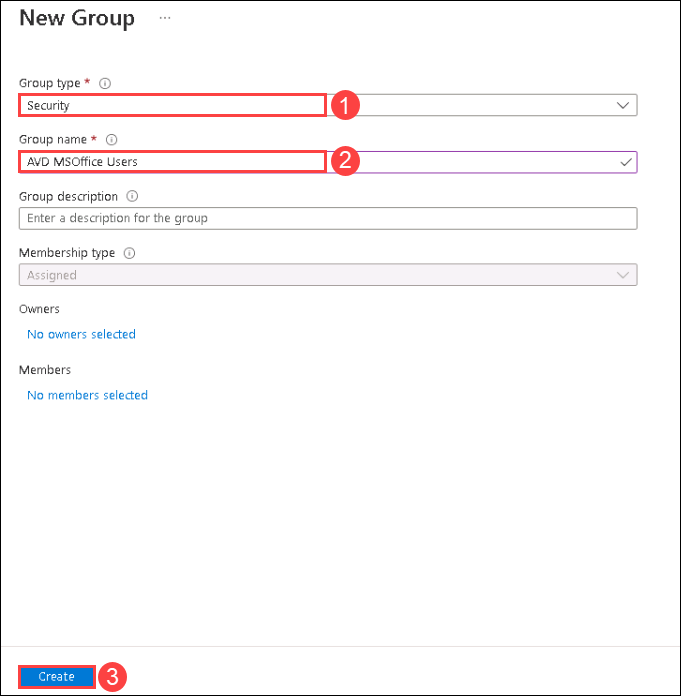 New Group ...
Group type *
Security
1
Group name *
AVD MSOffice Users
2
Group description
Enter a description for the group
Membership type
Assigned
Owners
No owners selected
Members
No members selected
Create
3